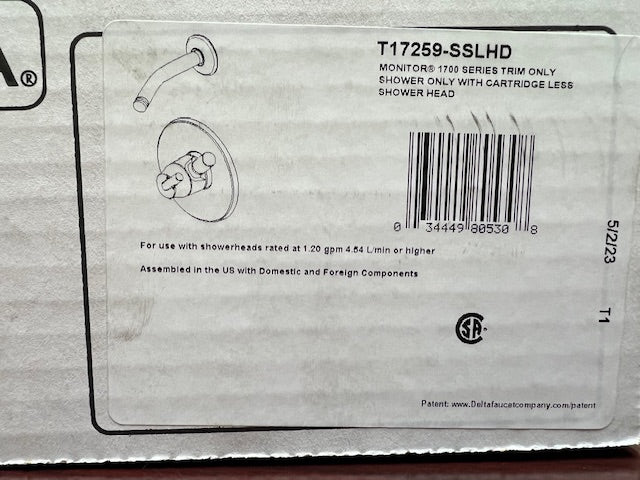 A®
T17259-SSLHD
MONITOR® 1700 SERIES TRIM ONLY
SHOWER ONLY WITH CARTRIDGE LESS
SHOWER HEAD
0 34449 80530 8
For use with showerheads rated at 1.20 gpm 4.54 L/min or higher
Assembled in the US with Domestic and Foreign Components
5/2/23 T1
SA®
Patent: www.Deltafaucetcompany.com/patent